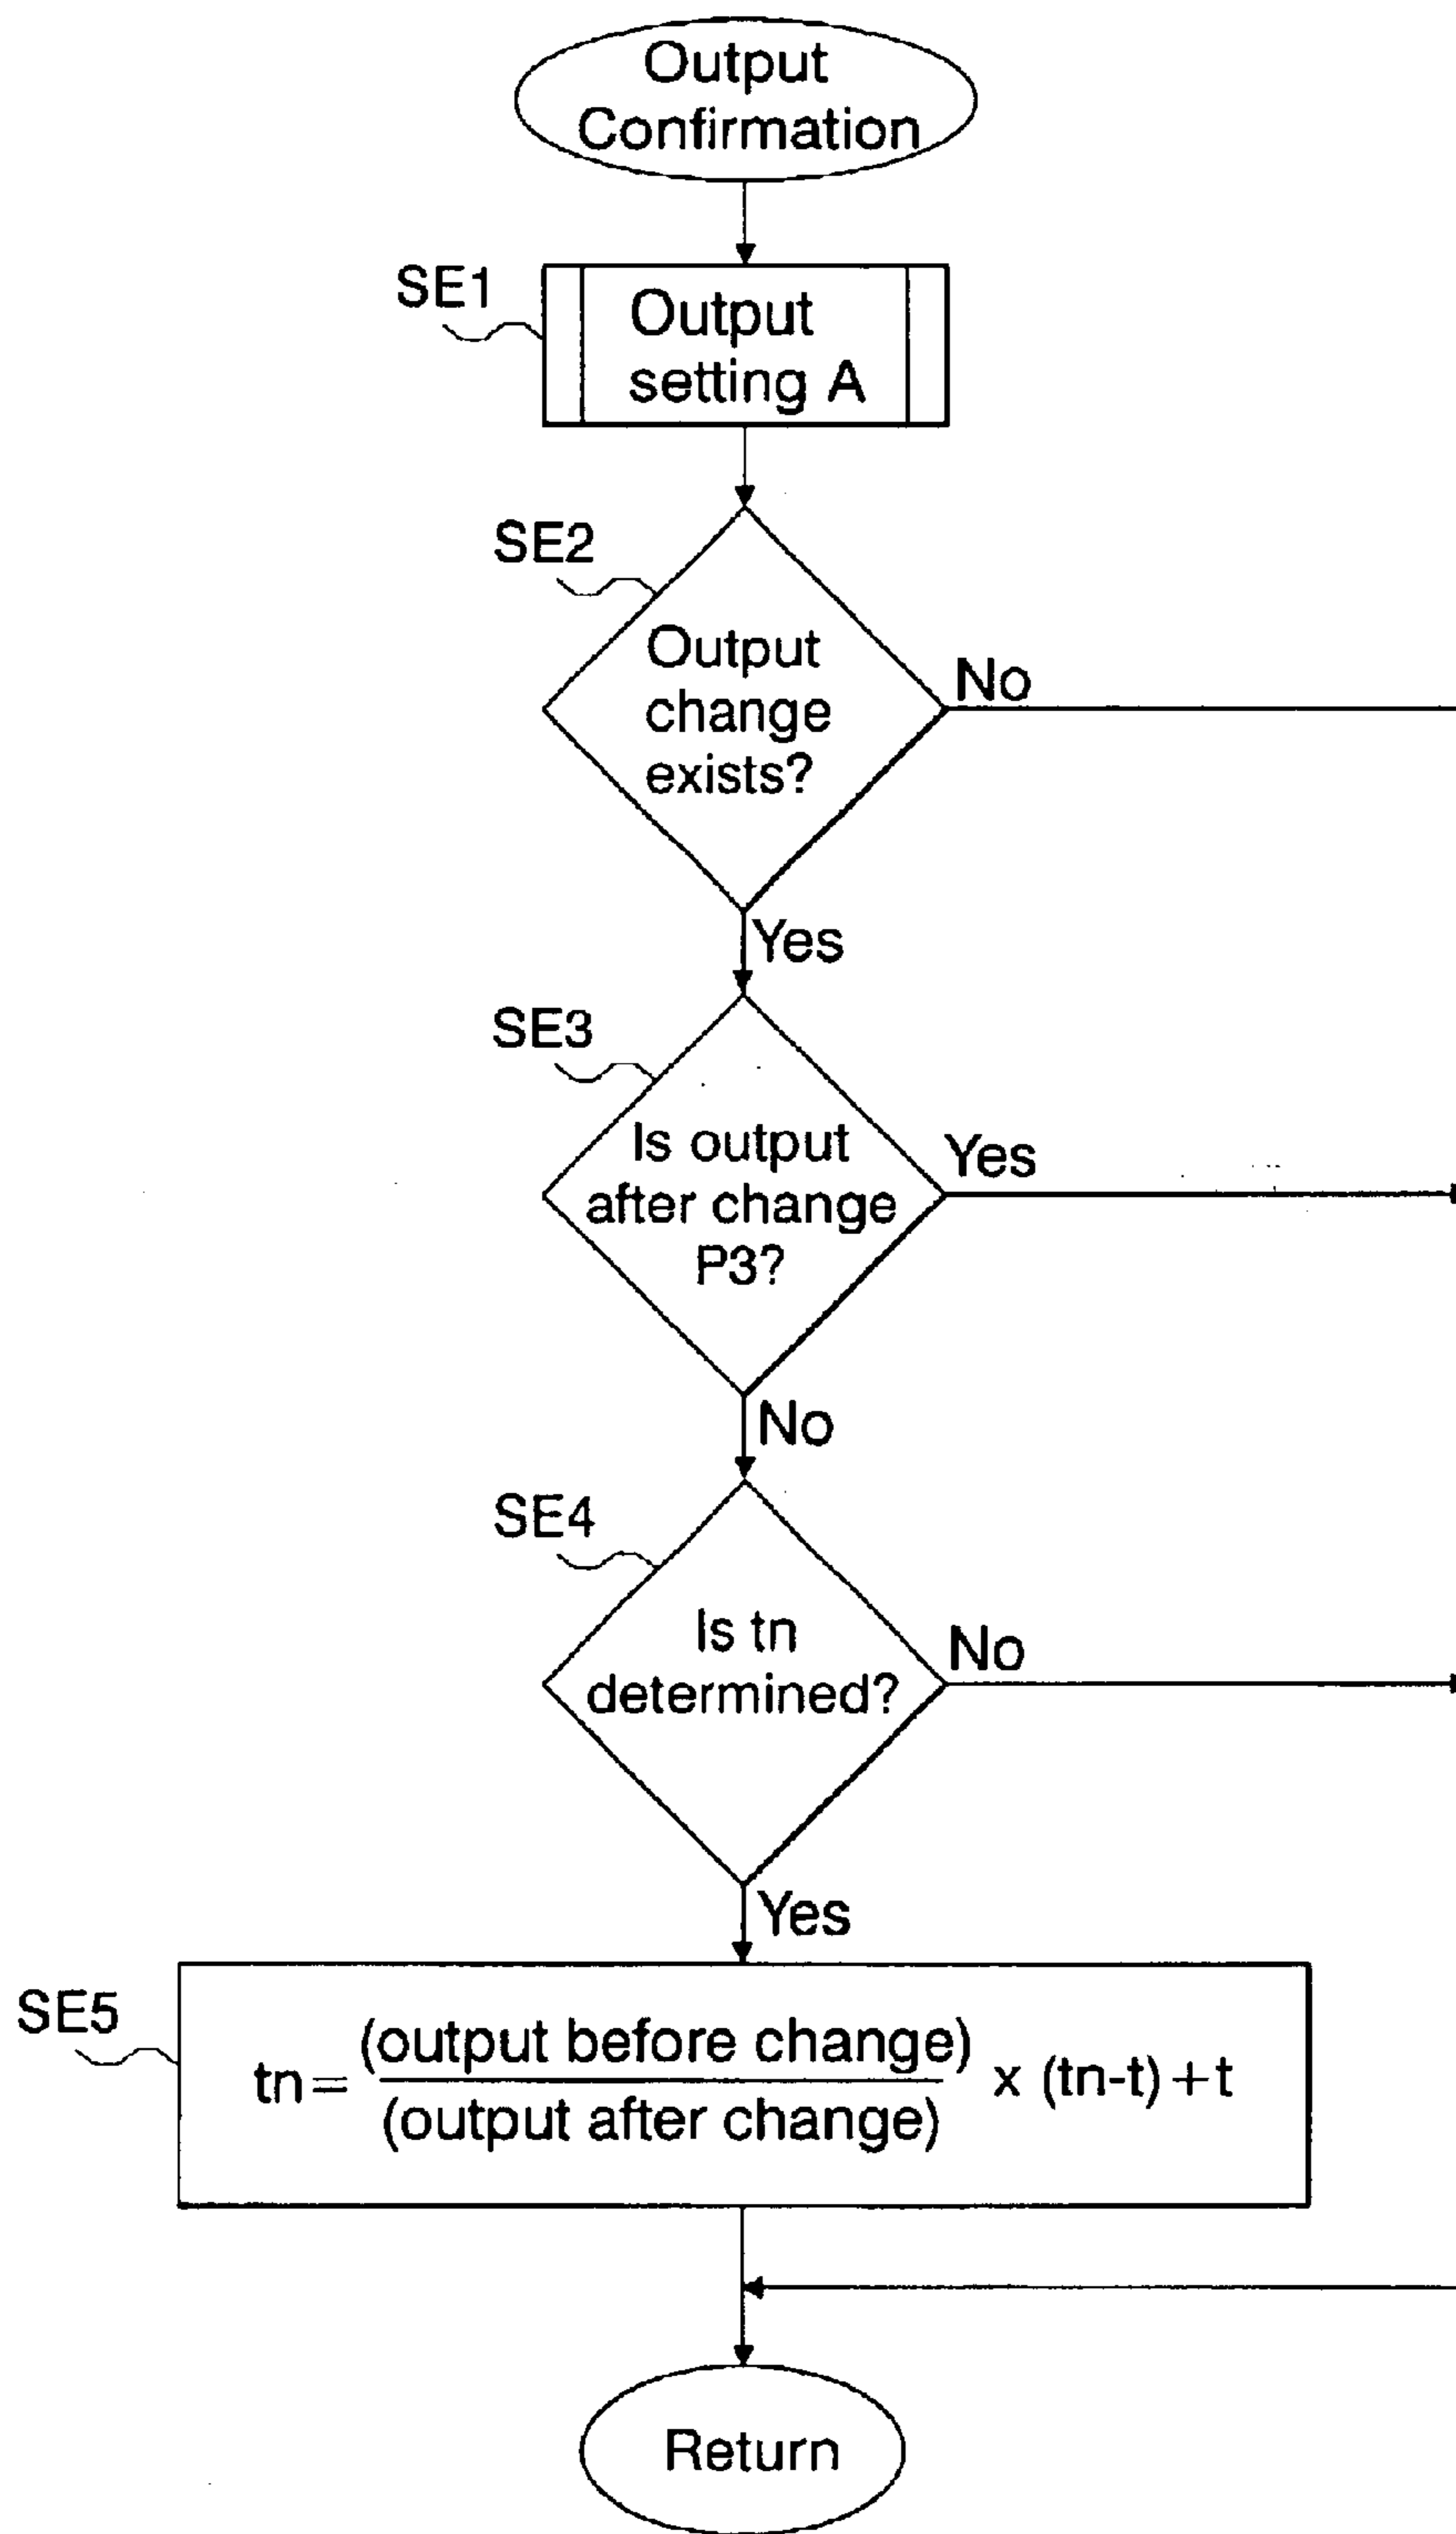 Output
Confirmation
SE1
Output
setting A
SE2
Output
change
exists?
No
Yes
SE3
Is output
after change
P3?
Yes
No
SE4
Is tn
determined?
No
Yes
SE5
tn = (output before change) / (output after change) x (tn-t)+t
Return